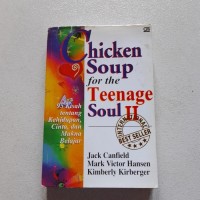 Chicken
Soup
for the
Teenage
Soul II
INTERNATIONAL
BEST SELLER
Kisah
tentang
Kehidupan,
Cinta, dan
Makna
Belajar
Jack Canfield
Mark Victor Hansen
Kimberly Kirberger